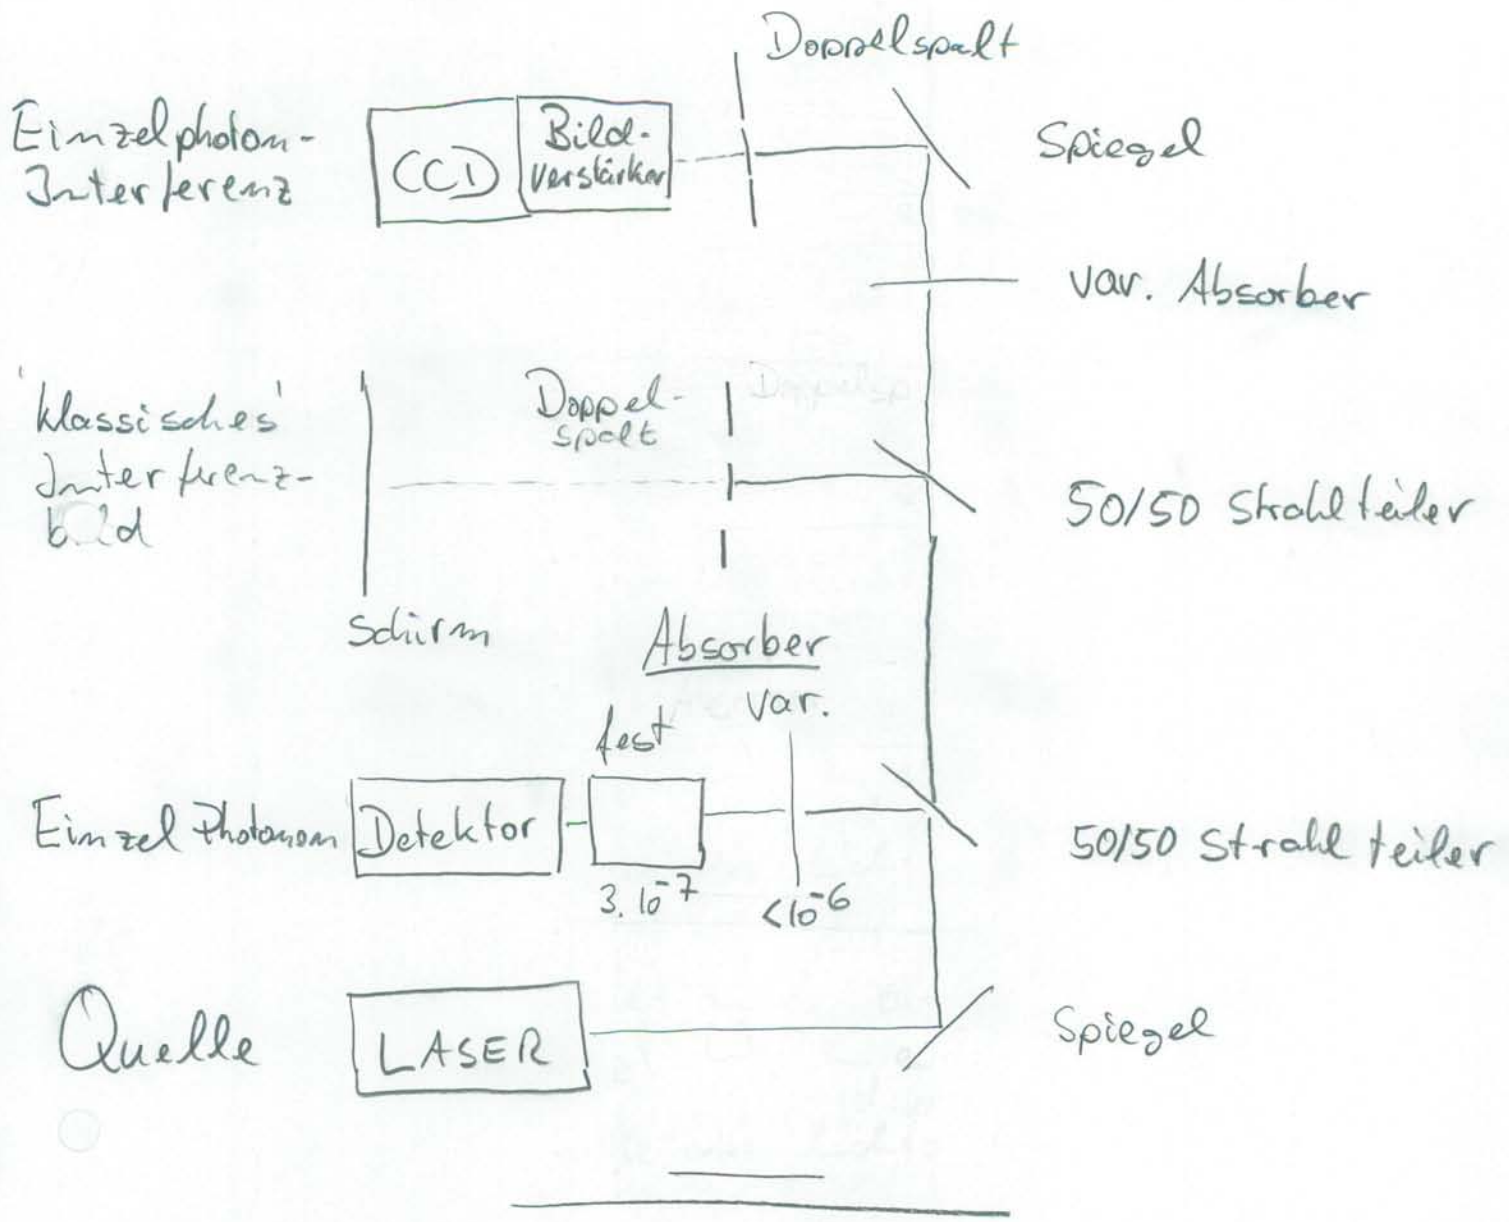 Doppelspalt
Einzelphoton-
Interferenz
CCD
Bild-
verstärker
Spiegel
var. Absorber
'klassisches'
Interferenz-
Doppel-
spalt
50/50 Strahlteiler
Schirm
Absorber
fest
var.
Einzel Photonen
Detektor
3.10⁻⁷
<10⁻⁶
50/50 Strahlteiler
Quelle
LASER
Spiegel